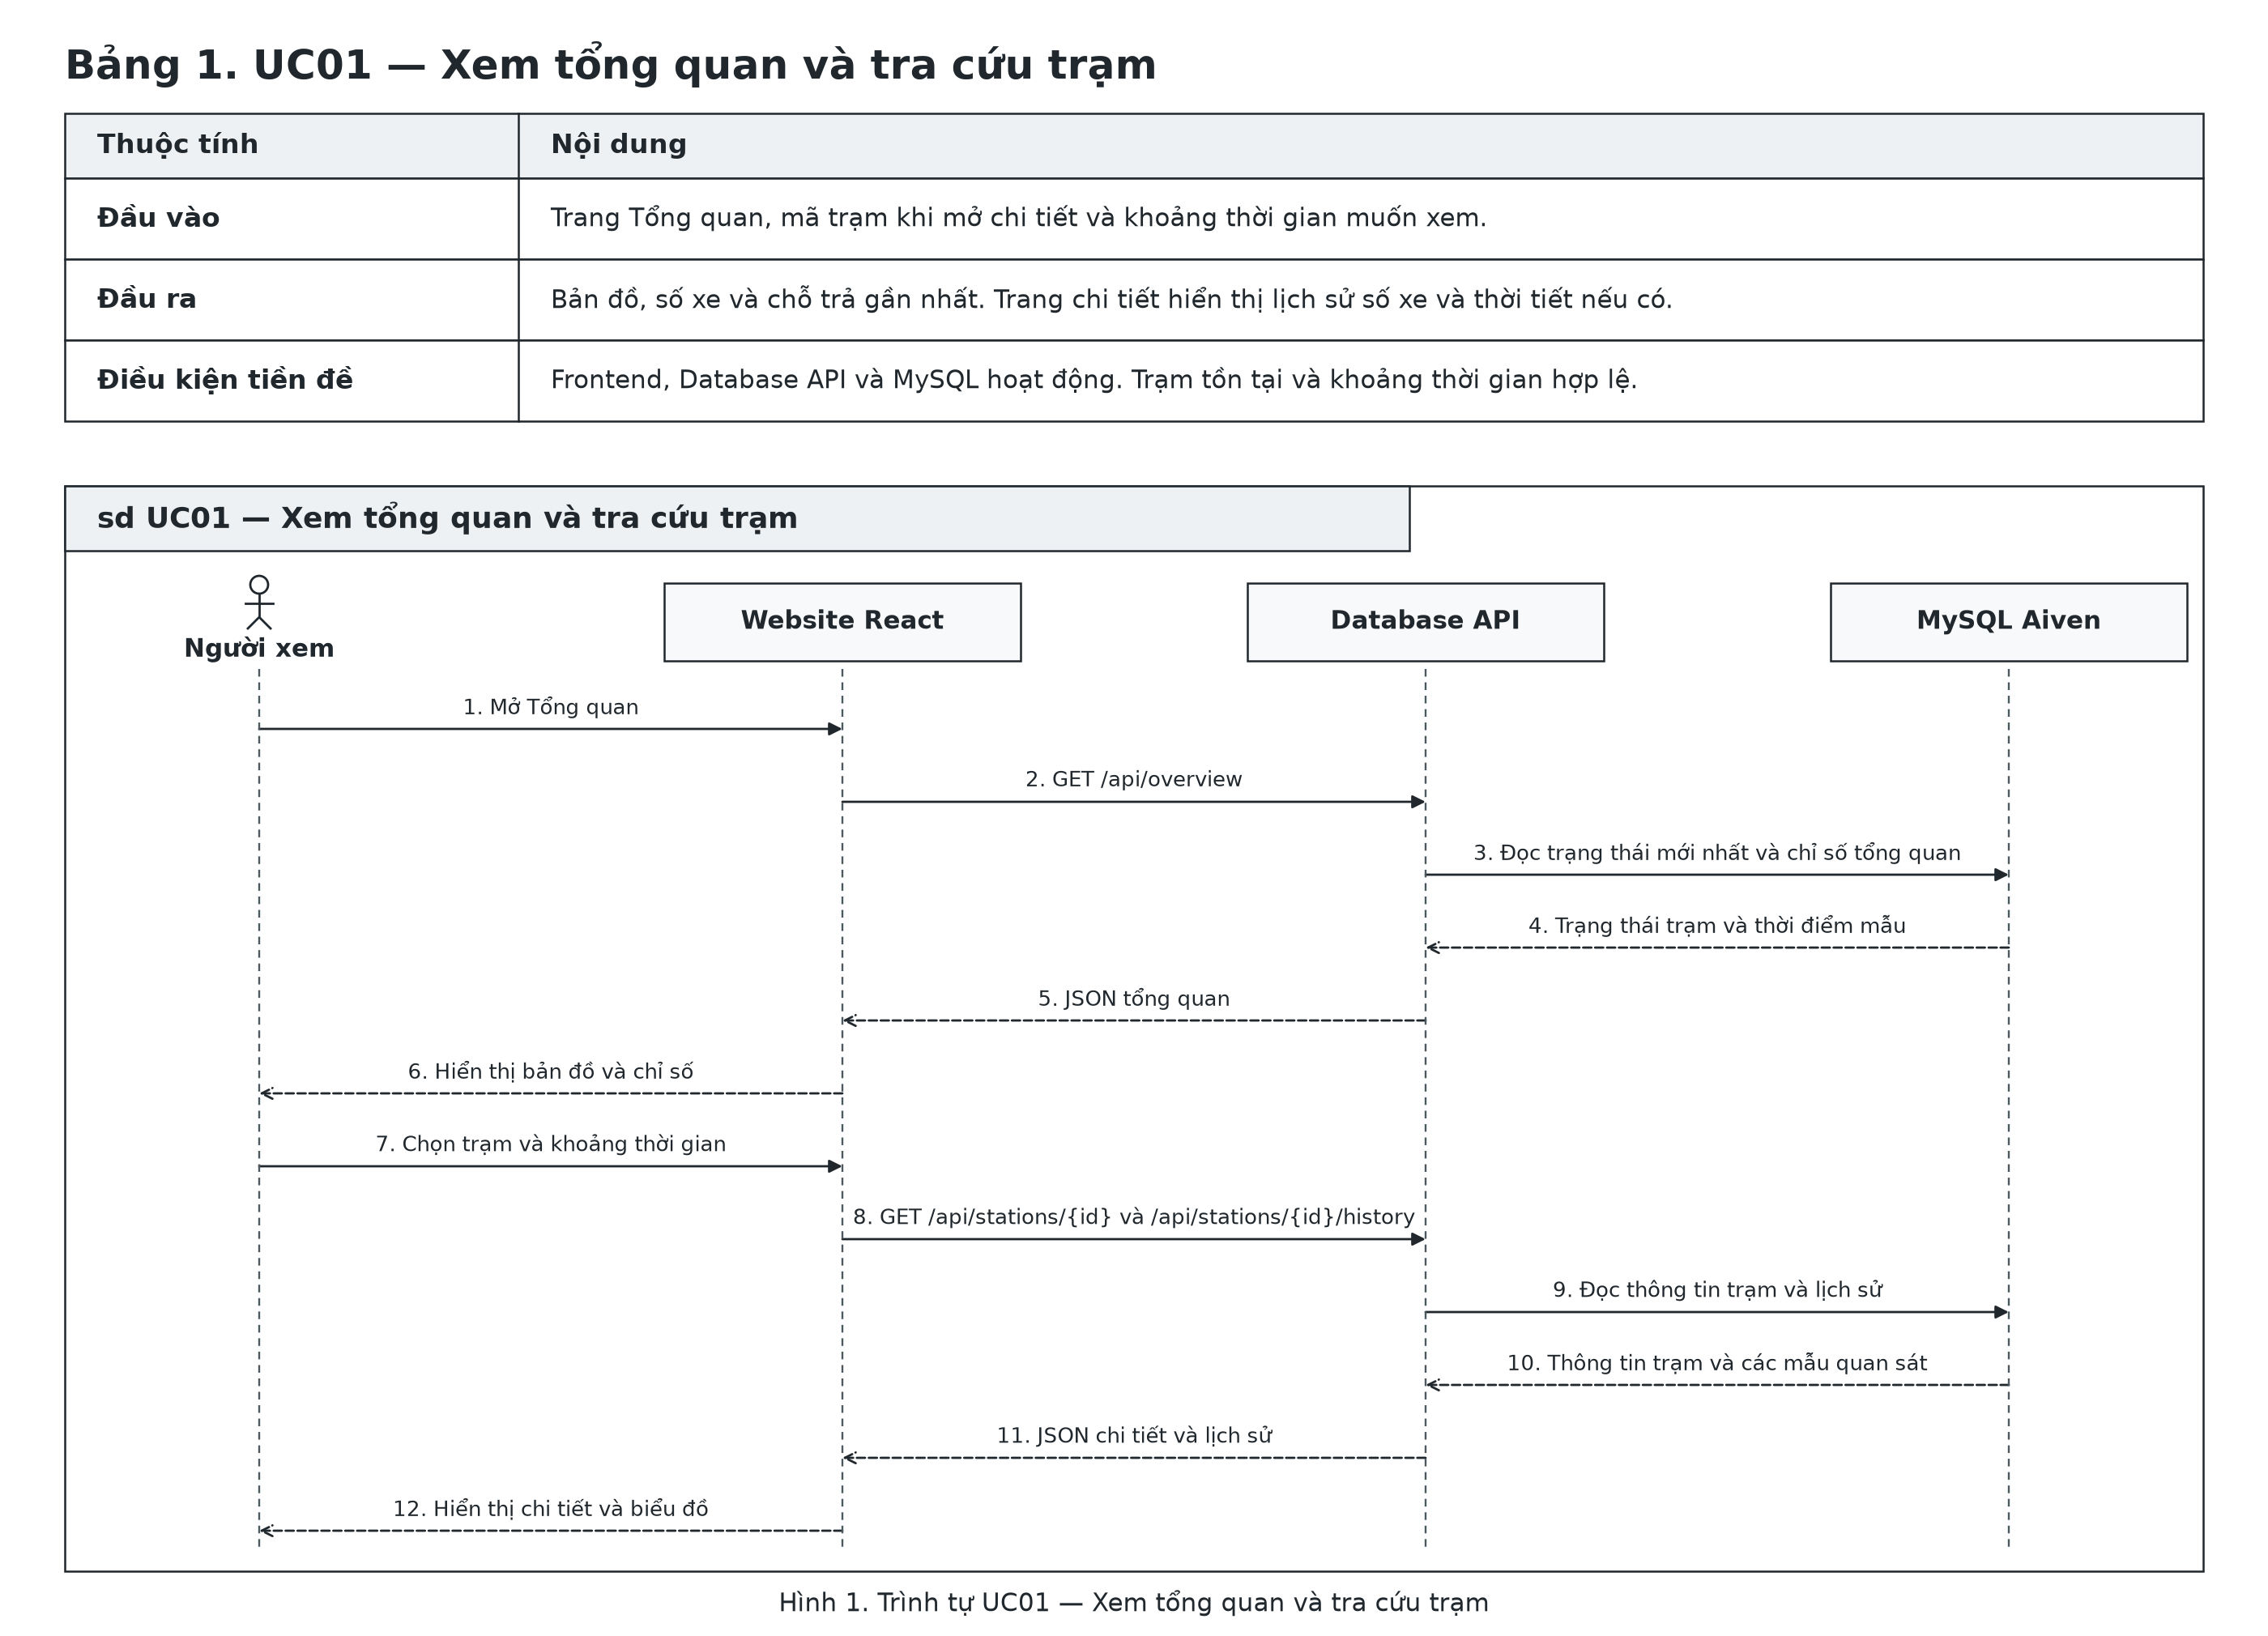 Bảng 1. UC01 — Xem tổng quan và tra cứu trạm
Thuộc tính
Nội dung
Đầu vào
Trang Tổng quan, mã trạm khi mở chi tiết và khoảng thời gian muốn xem.
Đầu ra
Bản đồ, số xe và chỗ trả gần nhất. Trang chi tiết hiển thị lịch sử số xe và thời tiết nếu có.
Điều kiện tiền đề
Frontend, Database API và MySQL hoạt động. Trạm tồn tại và khoảng thời gian hợp lệ.
sd UC01 — Xem tổng quan và tra cứu trạm
Người xem
Website React
Database API
MySQL Aiven
1. Mở Tổng quan
2. GET /api/overview
3. Đọc trạng thái mới nhất và chỉ số tổng quan
4. Trạng thái trạm và thời điểm mẫu
5. JSON tổng quan
6. Hiển thị bản đồ và chỉ số
7. Chọn trạm và khoảng thời gian
8. GET /api/stations/{id} và /api/stations/{id}/history
9. Đọc thông tin trạm và lịch sử
10. Thông tin trạm và các mẫu quan sát
11. JSON chi tiết và lịch sử
12. Hiển thị chi tiết và biểu đồ
Hình 1. Trình tự UC01 — Xem tổng quan và tra cứu trạm